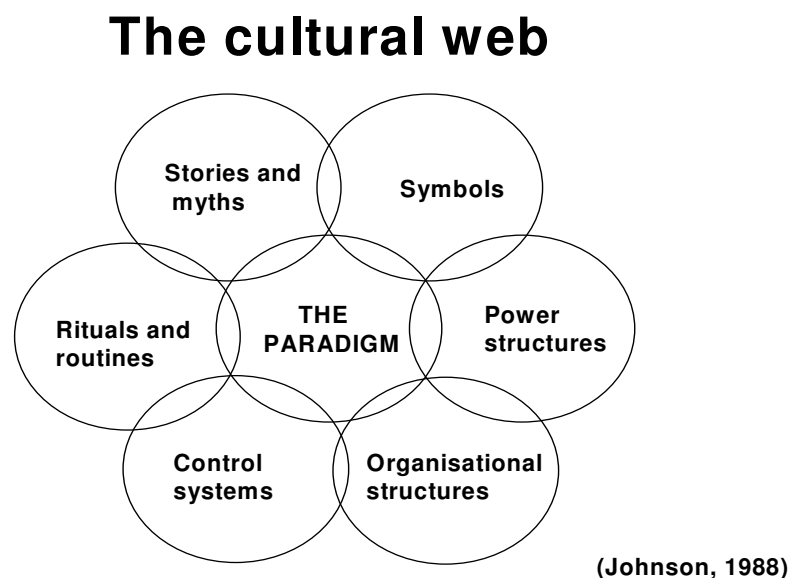 The cultural web
Stories and
myths
Symbols
Rituals and
routines
THE
PARADIGM
Power
structures
Control
systems
Organisational
structures
(Johnson, 1988)